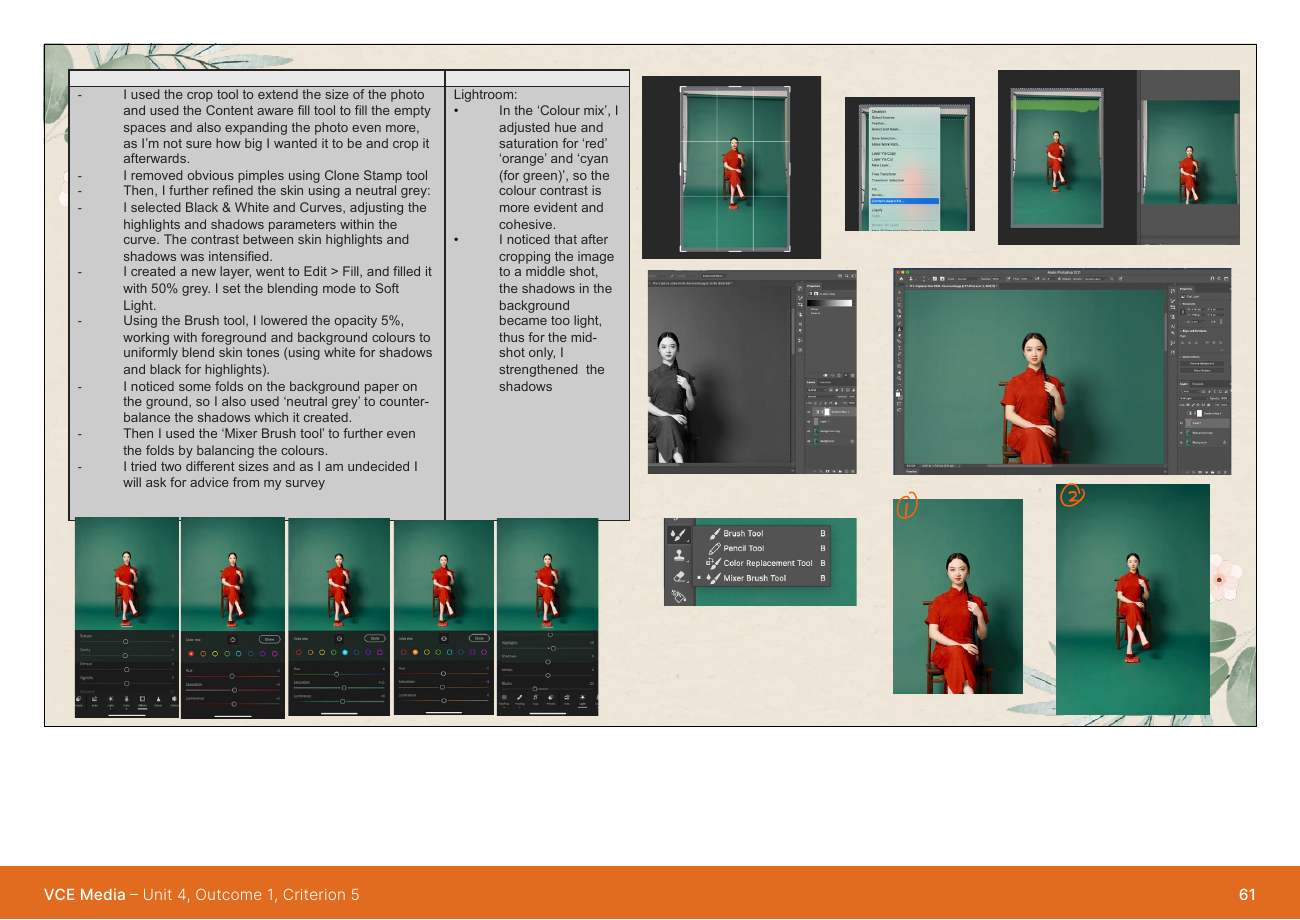 - I used the crop tool to extend the size of the photo
and used the Content aware fill tool to fill the empty
spaces and also expanding the photo even more,
as I’m not sure how big I wanted it to be and crop it
afterwards.
- I removed obvious pimples using Clone Stamp tool
- Then, I further refined the skin using a neutral grey:
- I selected Black & White and Curves, adjusting the
highlights and shadows parameters within the
curve. The contrast between skin highlights and
shadows was intensified.
- I created a new layer, went to Edit > Fill, and filled it
with 50% grey. I set the blending mode to Soft
Light.
- Using the Brush tool, I lowered the opacity 5%,
working with foreground and background colours to
uniformly blend skin tones (using white for shadows
and black for highlights).
- I noticed some folds on the background paper on
the ground, so I also used ‘neutral grey’ to counter-
balance the shadows which it created.
- Then I used the ‘Mixer Brush tool’ to further even
the folds by balancing the colours.
- I tried two different sizes and as I am undecided I
will ask for advice from my survey
Lightroom:
• In the ‘Colour mix’, I
adjusted hue and
saturation for ‘red’
‘orange’ and ‘cyan
(for green)’, so the
colour contrast is
more evident and
cohesive.
• I noticed that after
cropping the image
to a middle shot,
the shadows in the
background
became too light,
thus for the mid-
shot only, I
strengthened the
shadows
Brush Tool B
Pencil Tool B
Color Replacement Tool B
Mixer Brush Tool B
1
2
VCE Media – Unit 4, Outcome 1, Criterion 5
61